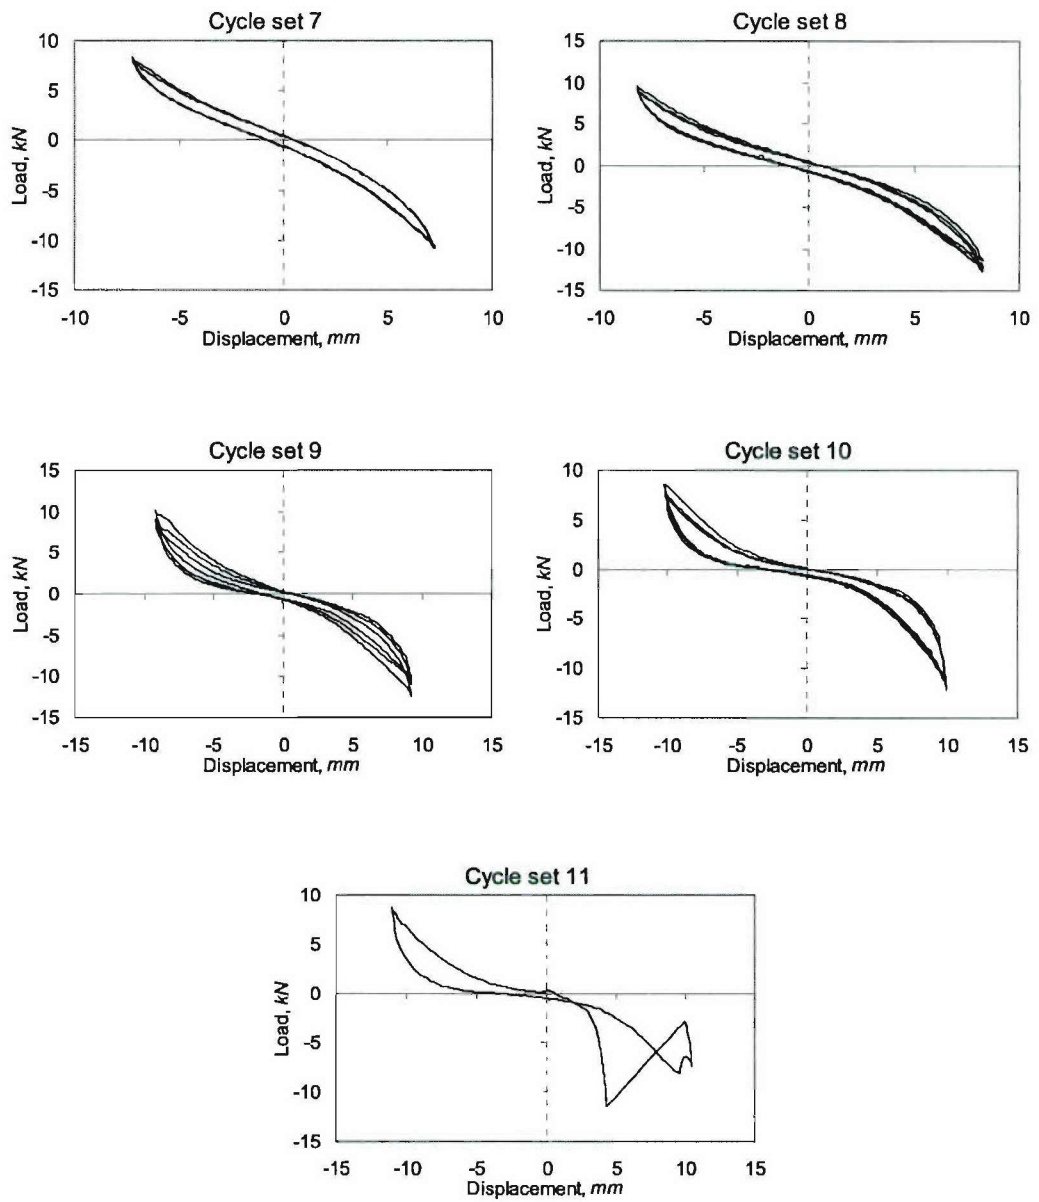 Cycle set 7
10
5
0
-5
-10
-15
Load, kN
-10 -5 0 5 10
Displacement, mm
Cycle set 8
15
10
5
0
-5
-10
-15
Load, kN
-10 -5 0 5 10
Displacement, mm
Cycle set 9
15
10
5
0
-5
-10
-15
Load, kN
-15 -10 -5 0 5 10 15
Displacement, mm
Cycle set 10
10
5
0
-5
-10
-15
Load, kN
-15 -10 -5 0 5 10 15
Displacement, mm
Cycle set 11
10
5
0
-5
-10
-15
Load, kN
-15 -10 -5 0 5 10 15
Displacement, mm